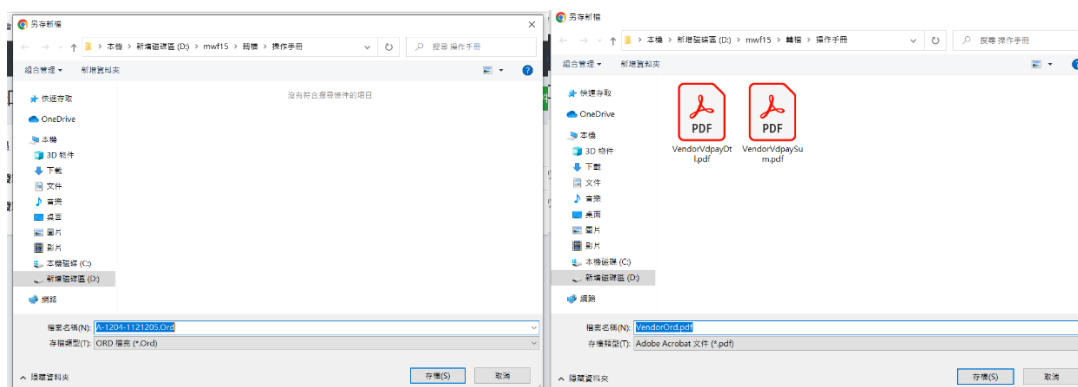 另存新檔
本機 > 新增磁碟區 (D:) > mwf15 > 轉檔 > 操作手冊
搜尋 操作手冊
組合管理 新增資料夾
沒有符合搜尋條件的項目
快速存取
OneDrive
本機
3D 物件
下載
文件
音樂
桌面
圖片
影片
本機磁碟 (C:)
新增磁碟區 (D:)
網路
檔案名稱(N): A-1204-1121205.Ord
存檔類型(T): ORD 檔案 (*.Ord)
隱藏資料夾
存檔(S) 取消
另存新檔
本機 > 新增磁碟區 (D:) > mwf15 > 轉檔 > 操作手冊
搜尋 操作手冊
組合管理 新增資料夾
快速存取
OneDrive
本機
3D 物件
下載
文件
音樂
桌面
圖片
影片
本機磁碟 (C:)
新增磁碟區 (D:)
網路
PDF PDF
VendorVdpayDt
l.pdf
VendorVdpaySu
m.pdf
檔案名稱(N): VendorOrd.pdf
存檔類型(T): Adobe Acrobat 文件 (*.pdf)
隱藏資料夾
存檔(S) 取消